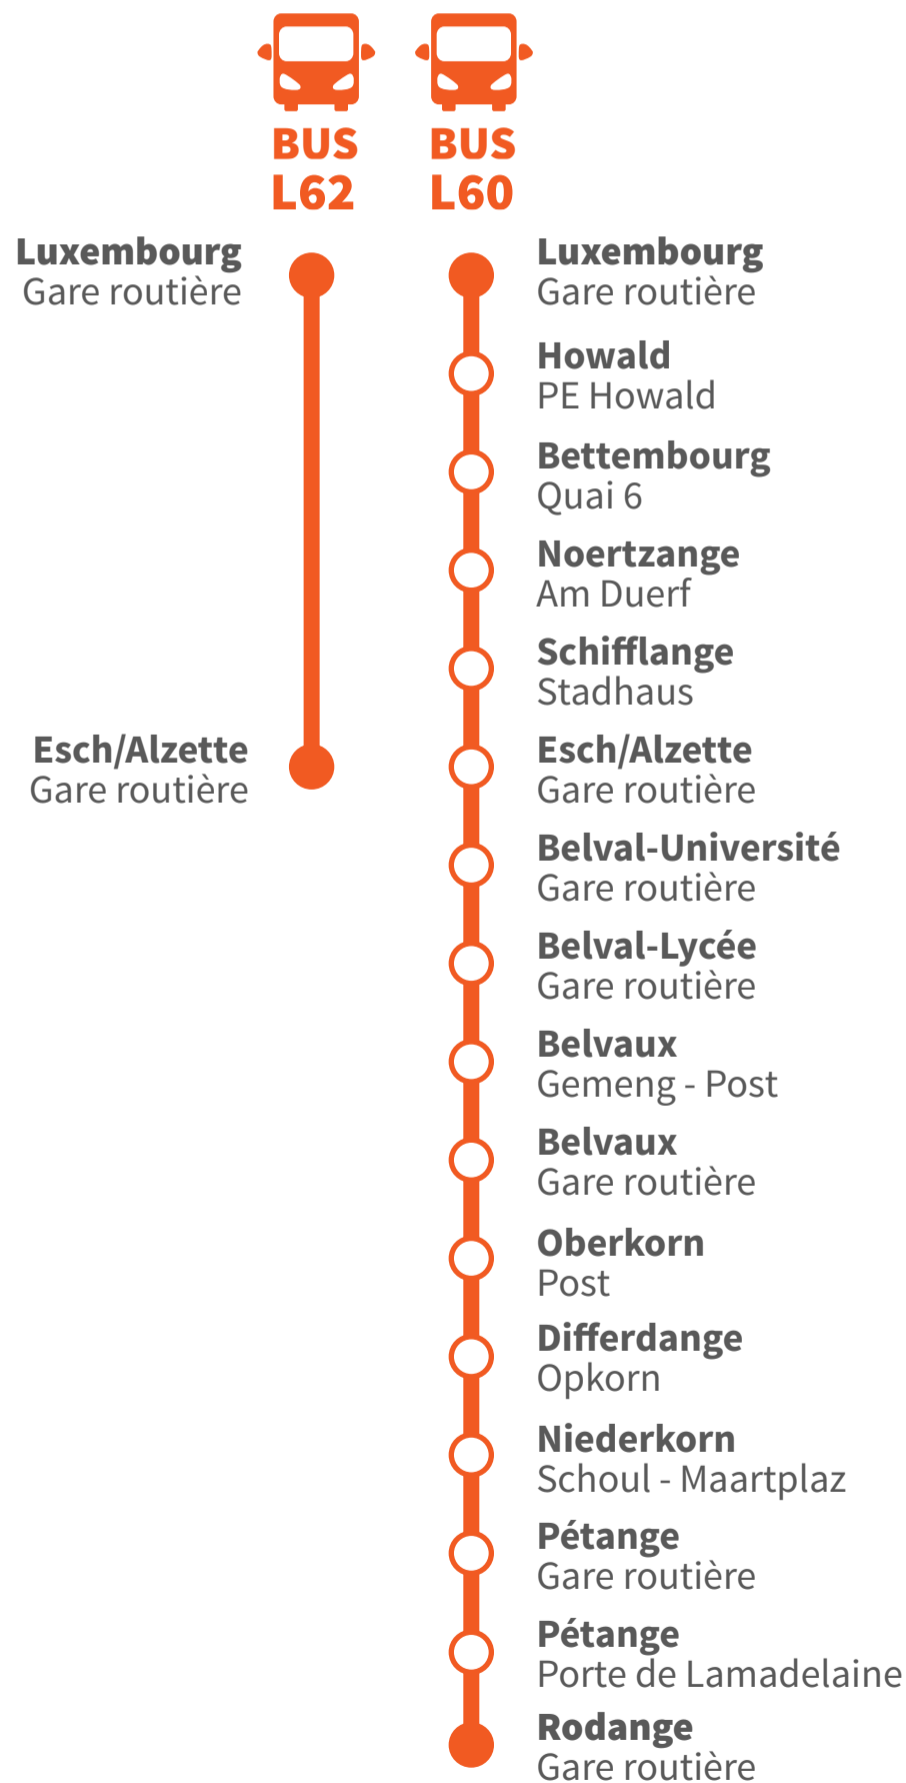 BUS
L62
BUS
L60
Luxembourg
Gare routière
Esch/Alzette
Gare routière
Luxembourg
Gare routière
Howald
PE Howald
Bettembourg
Quai 6
Noertzange
Am Duerf
Schifflange
Stadhaus
Esch/Alzette
Gare routière
Belval-Université
Gare routière
Belval-Lycée
Gare routière
Belvaux
Gemeng - Post
Belvaux
Gare routière
Oberkorn
Post
Differdange
Opkorn
Niederkorn
Schoul - Maartplaz
Pétange
Gare routière
Pétange
Porte de Lamadelaine
Rodange
Gare routière